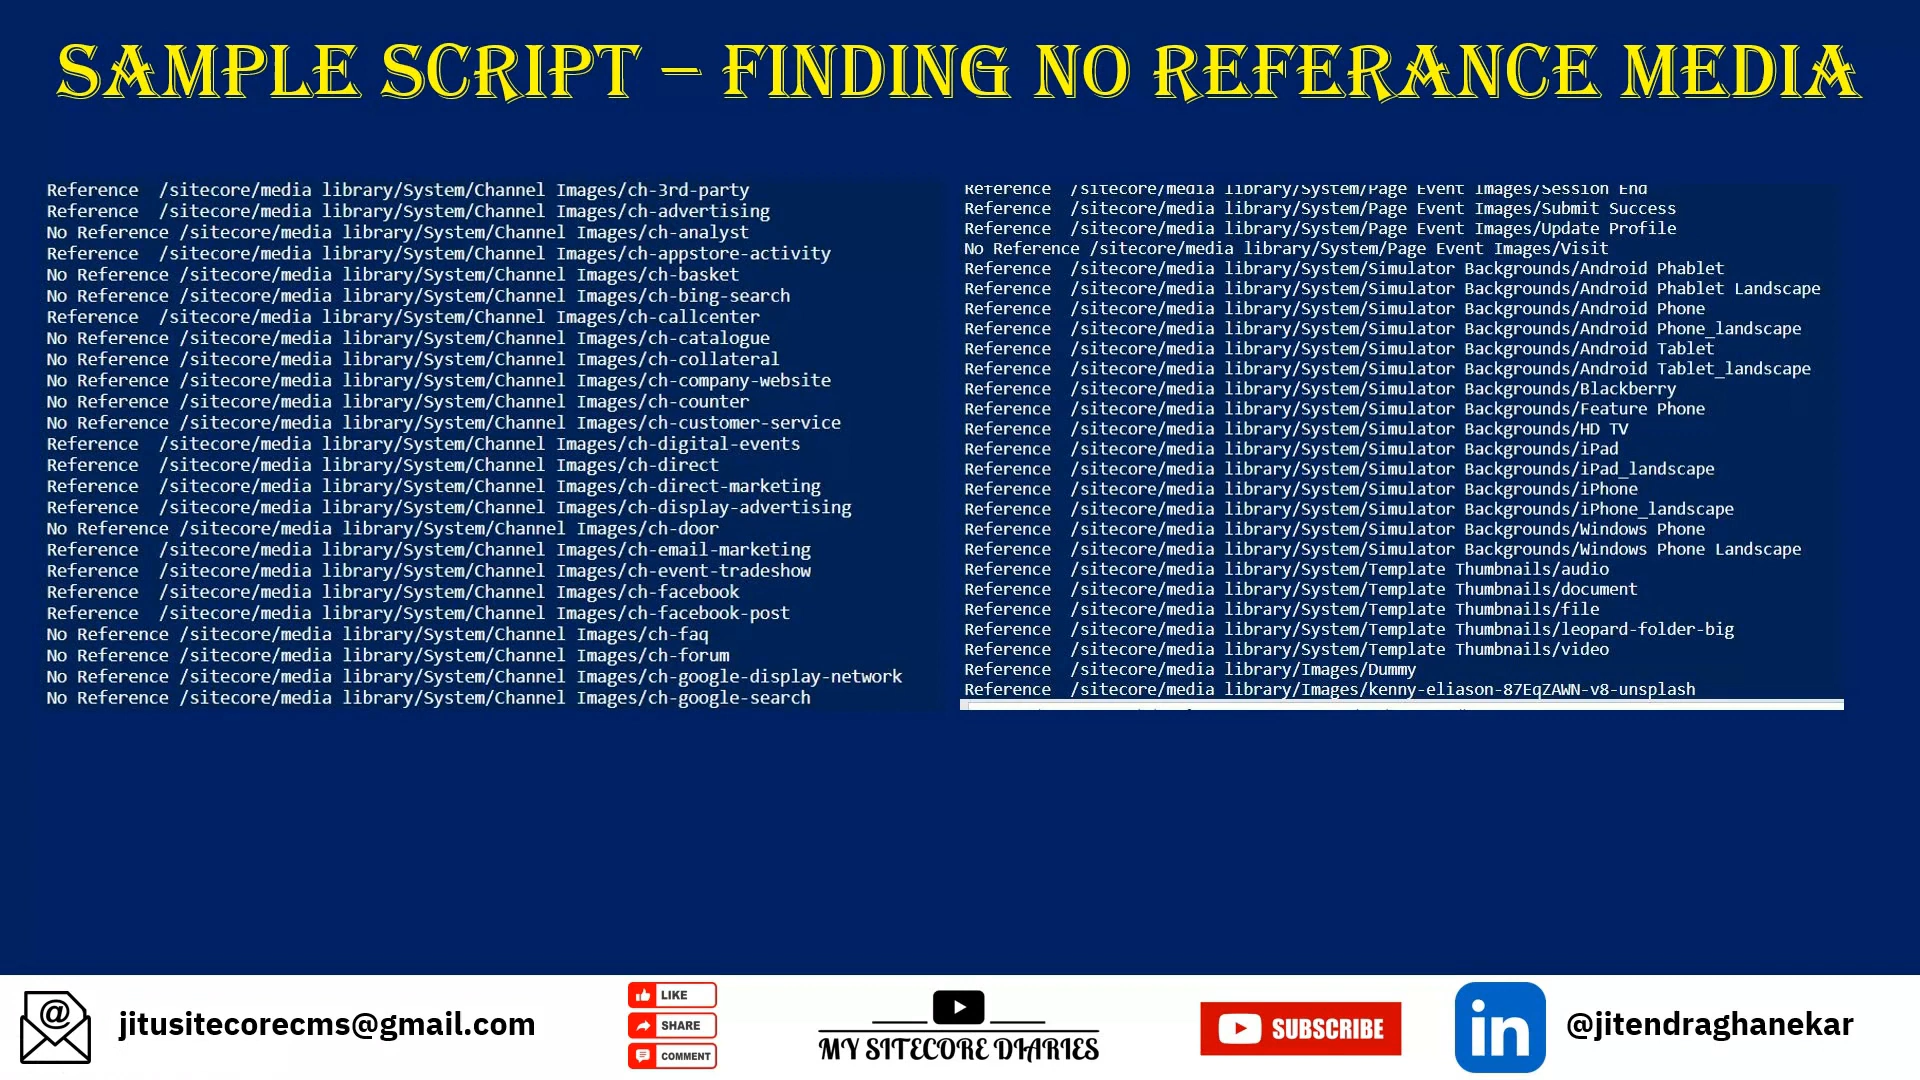 SAMPLE SCRIPT – FINDING NO REFERANCE MEDIA
Reference  /sitecore/media library/System/Channel Images/ch-3rd-party
Reference  /sitecore/media library/System/Channel Images/ch-advertising
No Reference /sitecore/media library/System/Channel Images/ch-analyst
Reference  /sitecore/media library/System/Channel Images/ch-appstore-activity
No Reference /sitecore/media library/System/Channel Images/ch-basket
No Reference /sitecore/media library/System/Channel Images/ch-bing-search
Reference  /sitecore/media library/System/Channel Images/ch-callcenter
No Reference /sitecore/media library/System/Channel Images/ch-catalogue
No Reference /sitecore/media library/System/Channel Images/ch-collateral
No Reference /sitecore/media library/System/Channel Images/ch-company-website
No Reference /sitecore/media library/System/Channel Images/ch-counter
No Reference /sitecore/media library/System/Channel Images/ch-customer-service
Reference  /sitecore/media library/System/Channel Images/ch-digital-events
Reference  /sitecore/media library/System/Channel Images/ch-direct
Reference  /sitecore/media library/System/Channel Images/ch-direct-marketing
Reference  /sitecore/media library/System/Channel Images/ch-display-advertising
No Reference /sitecore/media library/System/Channel Images/ch-door
Reference  /sitecore/media library/System/Channel Images/ch-email-marketing
Reference  /sitecore/media library/System/Channel Images/ch-event-tradeshow
Reference  /sitecore/media library/System/Channel Images/ch-facebook
Reference  /sitecore/media library/System/Channel Images/ch-facebook-post
No Reference /sitecore/media library/System/Channel Images/ch-faq
No Reference /sitecore/media library/System/Channel Images/ch-forum
No Reference /sitecore/media library/System/Channel Images/ch-google-display-network
No Reference /sitecore/media library/System/Channel Images/ch-google-search
Reference  /sitecore/media library/System/Page Event Images/Session End
Reference  /sitecore/media library/System/Page Event Images/Submit Success
Reference  /sitecore/media library/System/Page Event Images/Update Profile
No Reference /sitecore/media library/System/Page Event Images/Visit
Reference  /sitecore/media library/System/Simulator Backgrounds/Android Phablet
Reference  /sitecore/media library/System/Simulator Backgrounds/Android Phablet Landscape
Reference  /sitecore/media library/System/Simulator Backgrounds/Android Phone
Reference  /sitecore/media library/System/Simulator Backgrounds/Android Phone_landscape
Reference  /sitecore/media library/System/Simulator Backgrounds/Android Tablet
Reference  /sitecore/media library/System/Simulator Backgrounds/Android Tablet_landscape
Reference  /sitecore/media library/System/Simulator Backgrounds/Blackberry
Reference  /sitecore/media library/System/Simulator Backgrounds/Feature Phone
Reference  /sitecore/media library/System/Simulator Backgrounds/HD TV
Reference  /sitecore/media library/System/Simulator Backgrounds/iPad
Reference  /sitecore/media library/System/Simulator Backgrounds/iPad_landscape
Reference  /sitecore/media library/System/Simulator Backgrounds/iPhone
Reference  /sitecore/media library/System/Simulator Backgrounds/iPhone_landscape
Reference  /sitecore/media library/System/Simulator Backgrounds/Windows Phone
Reference  /sitecore/media library/System/Simulator Backgrounds/Windows Phone Landscape
Reference  /sitecore/media library/System/Template Thumbnails/audio
Reference  /sitecore/media library/System/Template Thumbnails/document
Reference  /sitecore/media library/System/Template Thumbnails/file
Reference  /sitecore/media library/System/Template Thumbnails/leopard-folder-big
Reference  /sitecore/media library/System/Template Thumbnails/video
Reference  /sitecore/media library/Images/Dummy
Reference  /sitecore/media library/Images/kenny-eliason-87EqZAWN-v8-unsplash
jitusitecorecms@gmail.com
LIKE
SHARE
COMMENT
MY SITECORE DIARIES
SUBSCRIBE
in
@jitendraghanekar